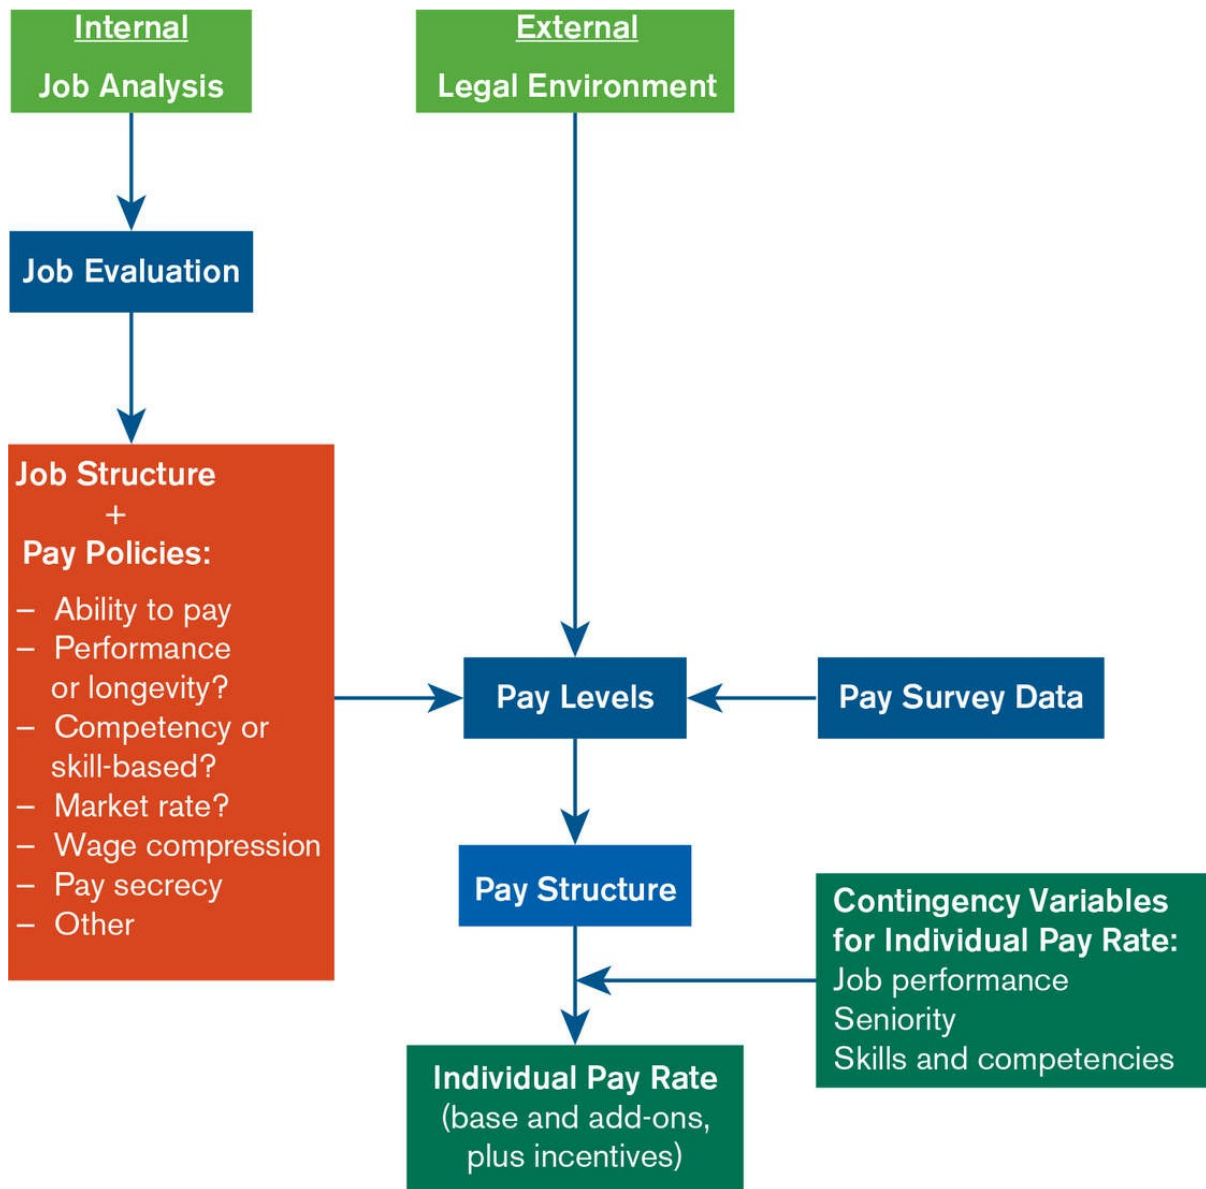 Internal
Job Analysis
External
Legal Environment
Job Evaluation
Job Structure
+
Pay Policies:
– Ability to pay
– Performance
or longevity?
– Competency or
skill-based?
– Market rate?
– Wage compression
– Pay secrecy
– Other
Pay Levels
Pay Survey Data
Pay Structure
Contingency Variables
for Individual Pay Rate:
Job performance
Seniority
Skills and competencies
Individual Pay Rate
(base and add-ons,
plus incentives)